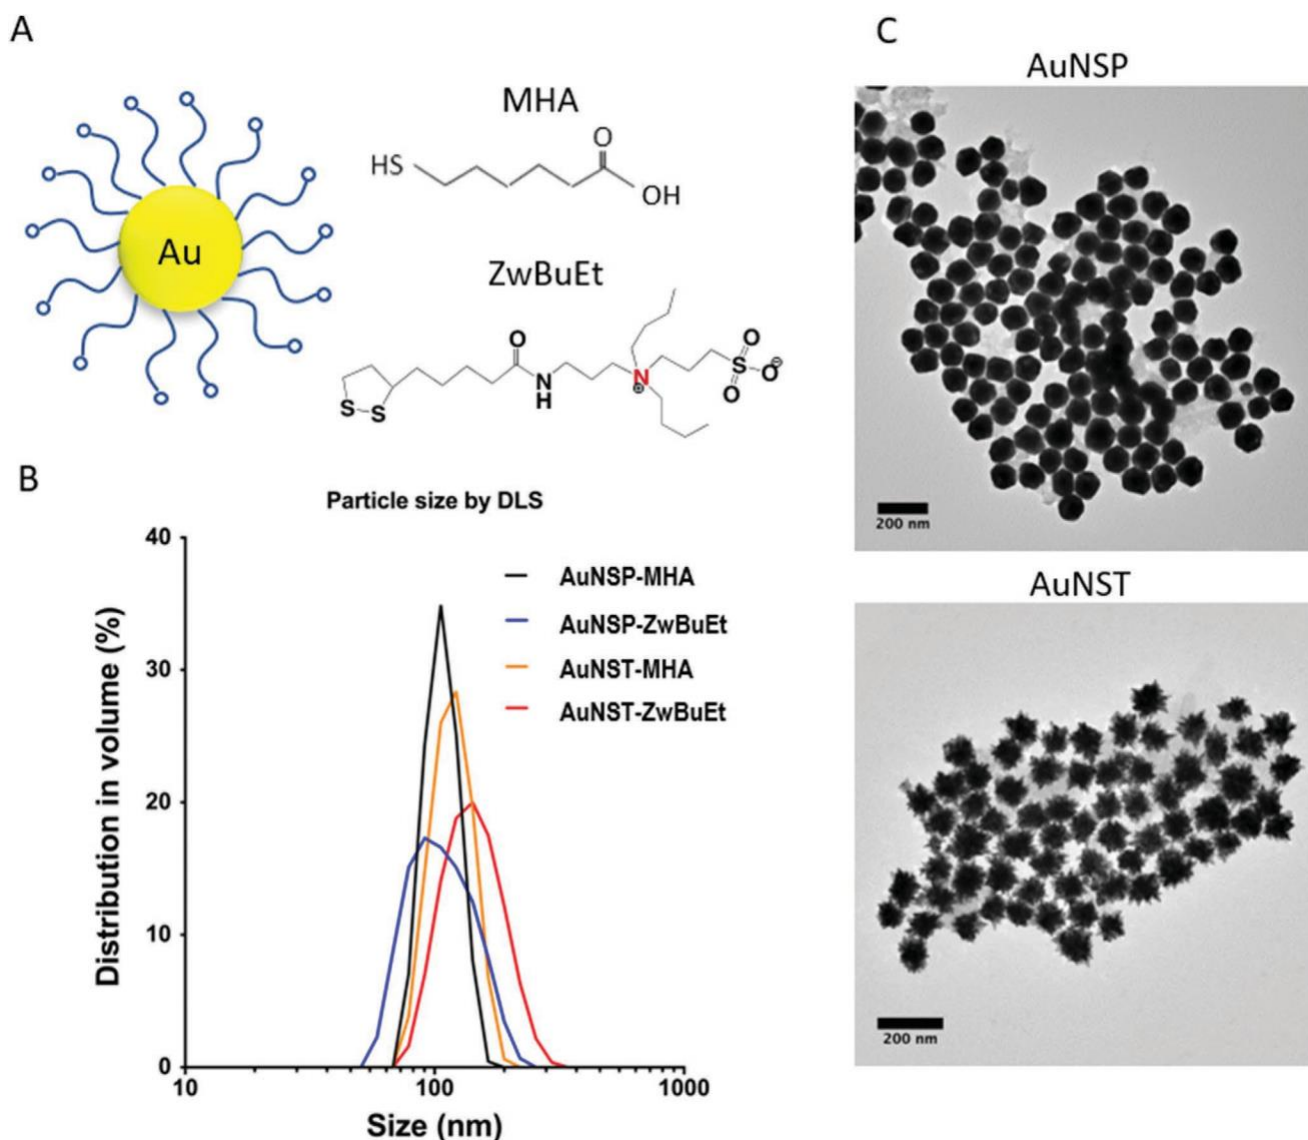 A
Au
MHA
HS
O
OH
ZwBuEt
O
N
H
S
S
N
⊕
O
S
O
O
⊖
B
Particle size by DLS
Distribution in volume (%)
40
30
20
10
0
10
100
1000
Size (nm)
AuNSP-MHA
AuNSP-ZwBuEt
AuNST-MHA
AuNST-ZwBuEt
C
AuNSP
200 nm
AuNST
200 nm